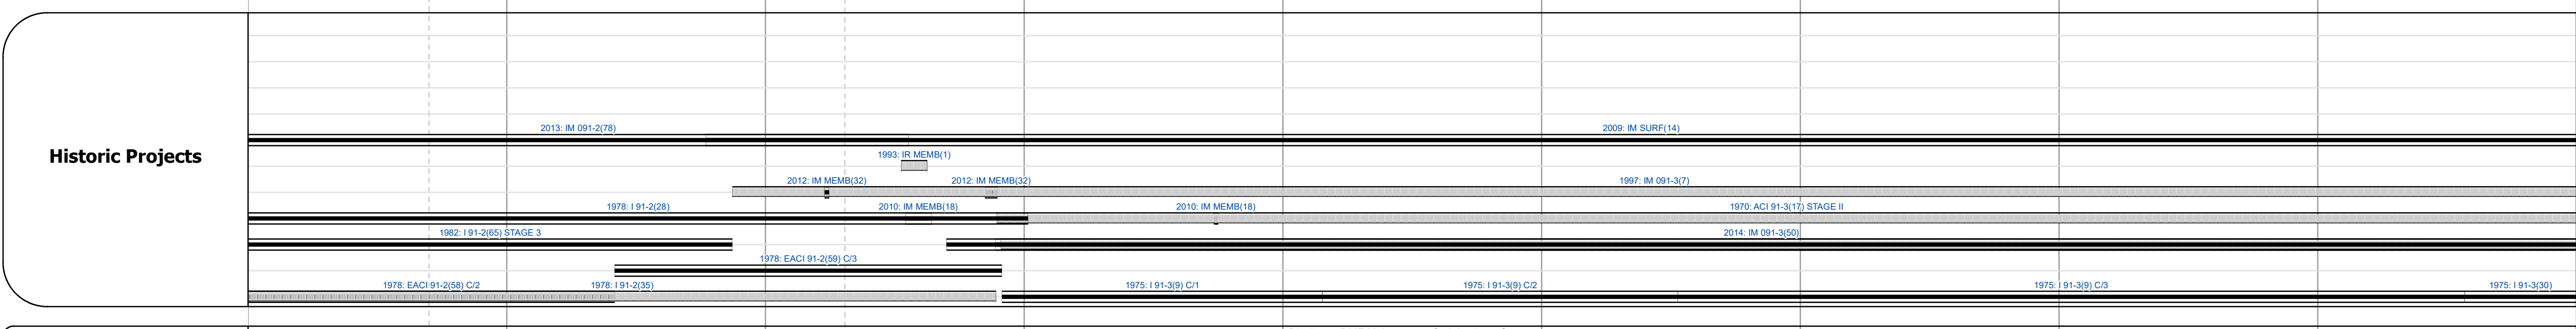 Historic Projects
2013: IM 091-2(78)
2009: IM SURF(14)
1993: IR MEMB(1)
2012: IM MEMB(32)
2012: IM MEMB(32)
1997: IM 091-3(7)
1978: I 91-2(28)
2010: IM MEMB(18)
2010: IM MEMB(18)
1970: ACI 91-3(17) STAGE II
1982: I 91-2(65) STAGE 3
2014: IM 091-3(50)
1978: EACI 91-2(59) C/3
1978: EACI 91-2(58) C/2
1978: I 91-2(35)
1975: I 91-3(9) C/1
1975: I 91-3(9) C/2
1975: I 91-3(9) C/3
1975: I 91-3(30)